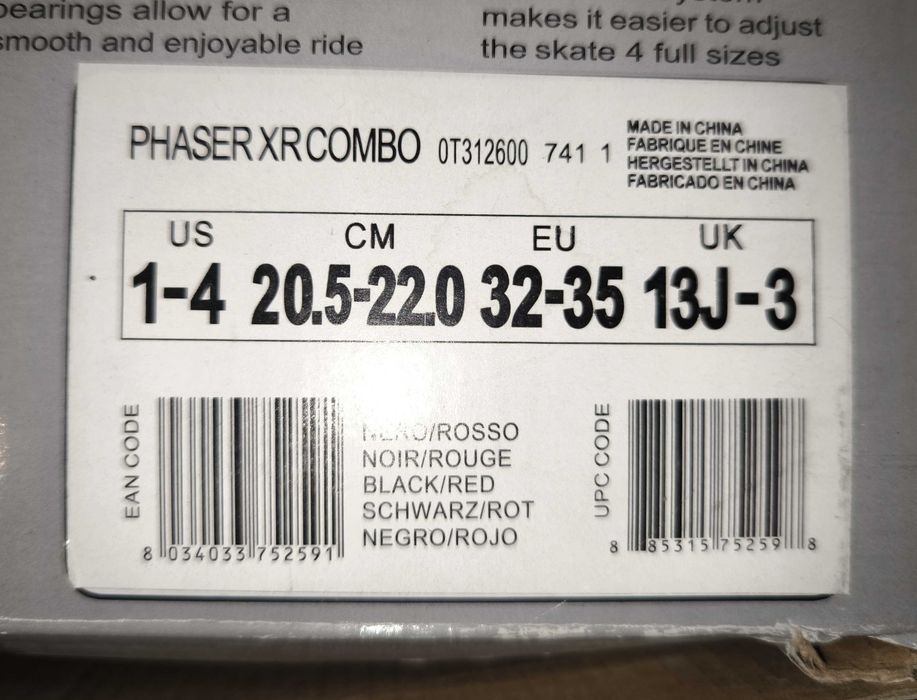 bearings allow for a
smooth and enjoyable ride
makes it easier to adjust
the skate 4 full sizes
PHASER XR COMBO 0T312600 741 1
MADE IN CHINA
FABRIQUE EN CHINE
HERGESTELLT IN CHINA
FABRICADO EN CHINA
US CM EU UK
1-4 20.5-22.0 32-35 13J-3
EAN CODE
8 034033 752591
NERO/ROSSO
NOIR/ROUGE
BLACK/RED
SCHWARZ/ROT
NEGRO/ROJO
UPC CODE
8 85315 75259 8